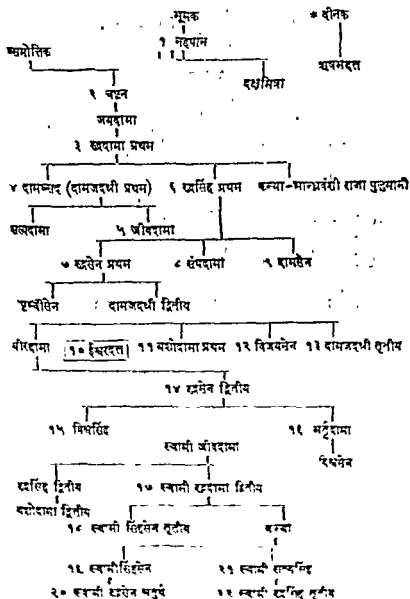 भूमक * दीनक
१ नहपान
यसमोतिक
दक्षमित्रा ऋषभदत्त
२ चष्टन
जयदामा
३ रुद्रदामा प्रथम
४ दामघ्सद (दामजदश्री प्रथम) ६ रुद्रसिंह प्रथम कन्या-आन्ध्रवंशी राजा पुलुमावी
सत्यदामा ५ जीवदामा
७ रुद्रसेन प्रथम ८ संघदामा ९ दामसेन
पृथ्वीसेन दामजदश्री द्वितीय
वीरदामा १० ईश्वरदत्त ११ यशोदामा प्रथम १२ विजयसेन १३ दामजदश्री तृतीय
१४ रुद्रसेन द्वितीय
१५ विश्वसिंह १६ भर्तृदामा
स्वामी जीवदामा
विश्वसेन
रुद्रसिंह द्वितीय १७ स्वामी रुद्रदामा द्वितीय
यशोदामा द्वितीय
१८ स्वामी सिंहसेन तृतीय कन्या
१९ स्वामीसिंहसेन २१ स्वामी सत्यसिंह
२० स्वामी रुद्रसेन चतुर्थ २२ स्वामी रुद्रसिंह तृतीय